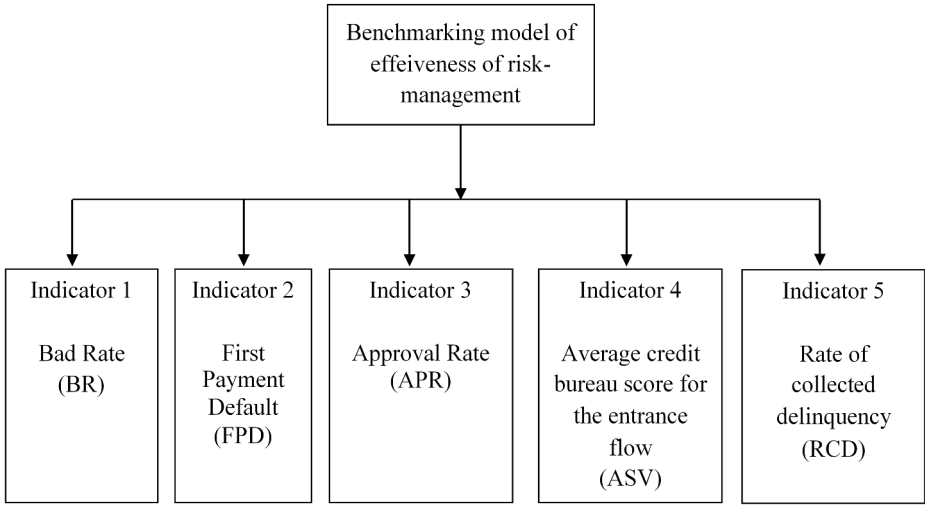 Benchmarking model of
effeiveness of risk-
management
Indicator 1
Bad Rate
(BR)
Indicator 2
First
Payment
Default
(FPD)
Indicator 3
Approval Rate
(APR)
Indicator 4
Average credit
bureau score for
the entrance
flow
(ASV)
Indicator 5
Rate of
collected
delinquency
(RCD)